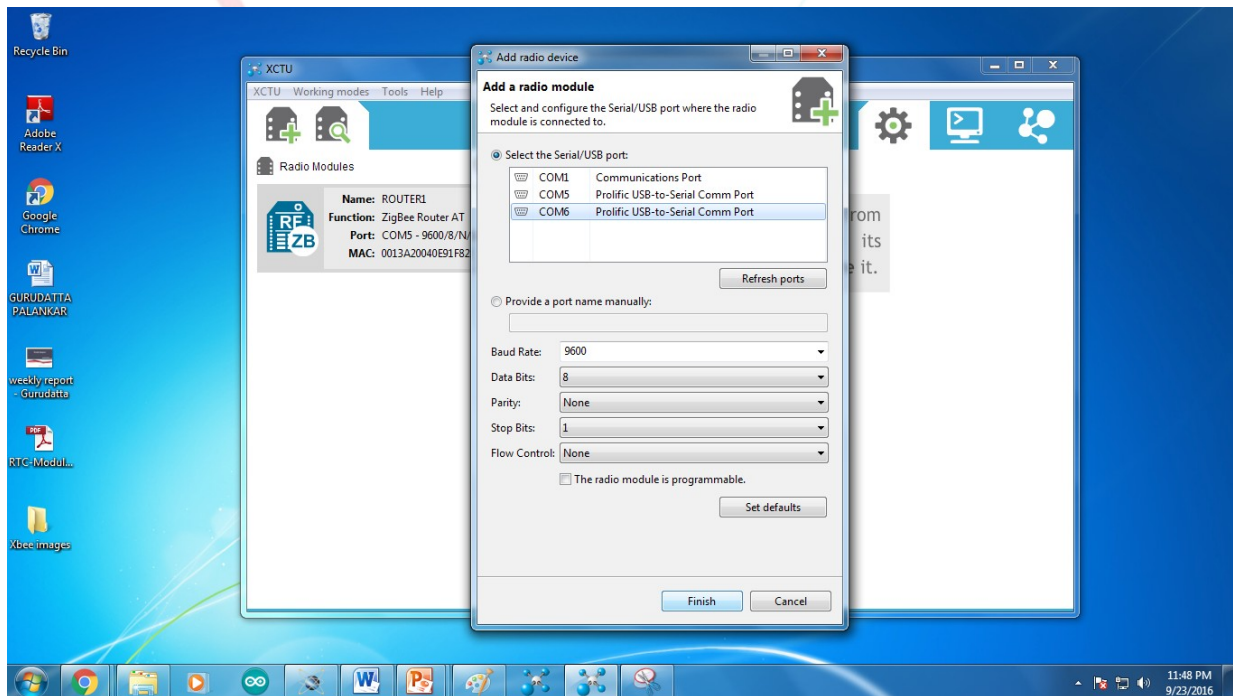 Recycle Bin
Adobe
Reader X
Google
Chrome
GURUDATTA
PALANKAR
weekly report
- Gurudatta
PDF
RTC-Modul...
Xbee images
XCTU
XCTU Working modes Tools Help
Radio Modules
RF
ZB
Name: ROUTER1
Function: ZigBee Router AT
Port: COM5 - 9600/8/N/
MAC: 0013A20040E91F82
Add radio device
Add a radio module
Select and configure the Serial/USB port where the radio
module is connected to.
Select the Serial/USB port:
COM1 Communications Port
COM5 Prolific USB-to-Serial Comm Port
COM6 Prolific USB-to-Serial Comm Port
Refresh ports
Provide a port name manually:
Baud Rate: 9600
Data Bits: 8
Parity: None
Stop Bits: 1
Flow Control: None
The radio module is programmable.
Set defaults
Finish Cancel
rom
its
it.
11:48 PM
9/23/2016